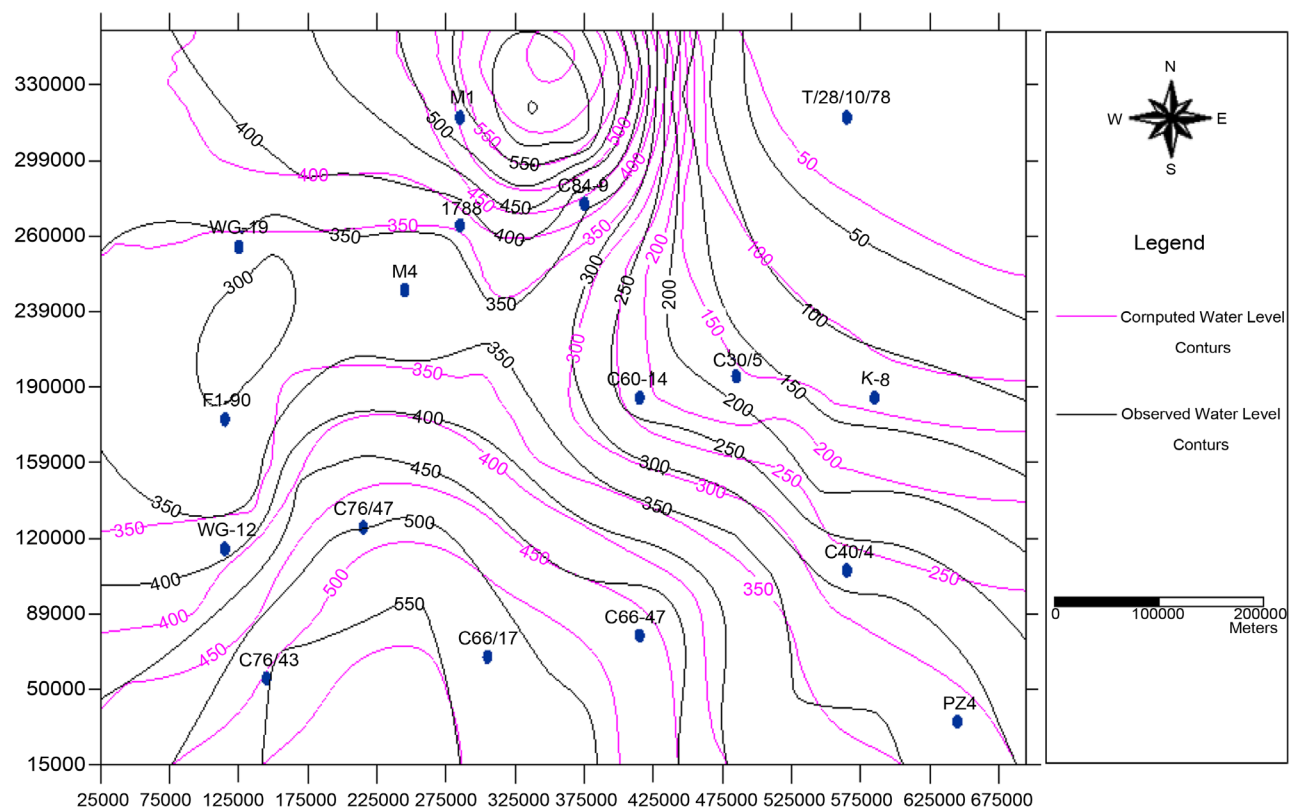 330000
299000
260000
239000
190000
159000
120000
89000
50000
15000
25000 75000 125000 175000 225000 275000 325000 375000 425000 475000 525000 575000 625000 675000
M1
T/28/10/78
C84-9
1788
WG-19
M4
F1-90
C60-14
C30/5
K-8
WG-12
C76/47
C40/4
C66-47
C66/17
C76/43
PZ4
400
500
550
550
500
400
50
400
450
450
400
350
350
350
200
50
100
300
350
300
250
200
150
100
300
350
350
150
200
400
400
250
200
300
250
450
300
350
350
350
500
450
400
500
350
250
550
400
450
N
W E
S
Legend
Cornputed Water Level
Conturs
Observed Water Level
Conturs
0 100000 200000
Meters